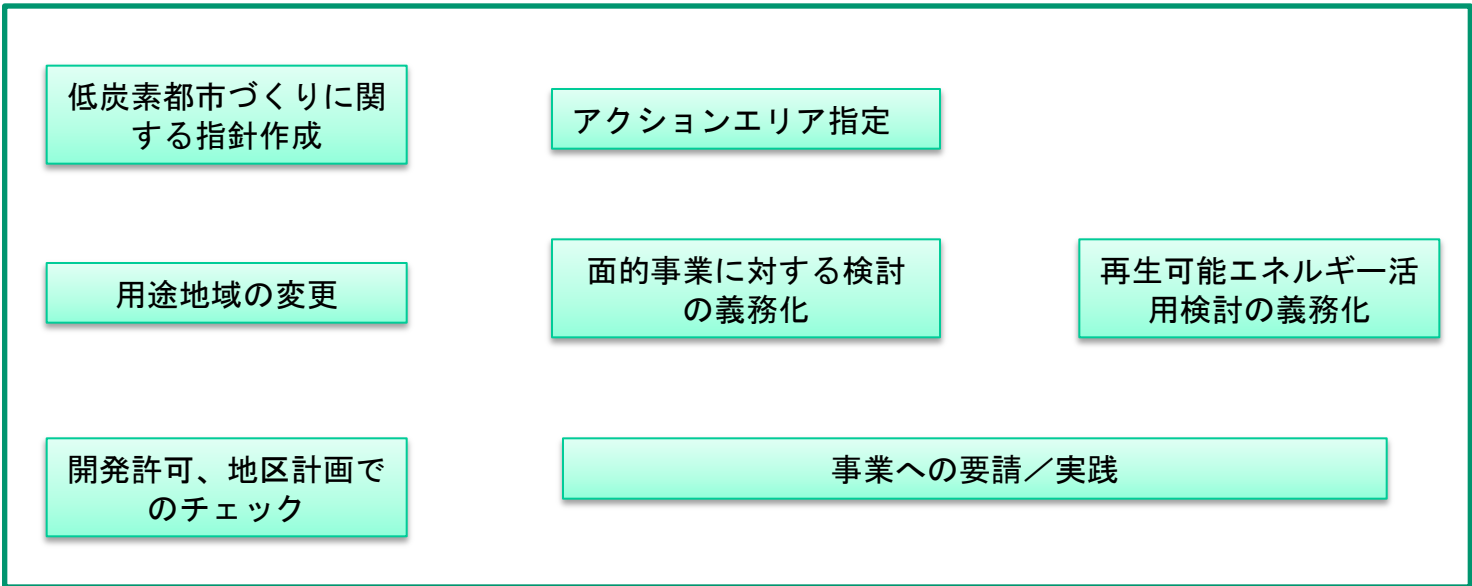 低炭素都市づくりに関
する指針作成
アクションエリア指定
用途地域の変更
面的事業に対する検討
の義務化
再生可能エネルギー活
用検討の義務化
開発許可、地区計画で
のチェック
事業への要請／実践